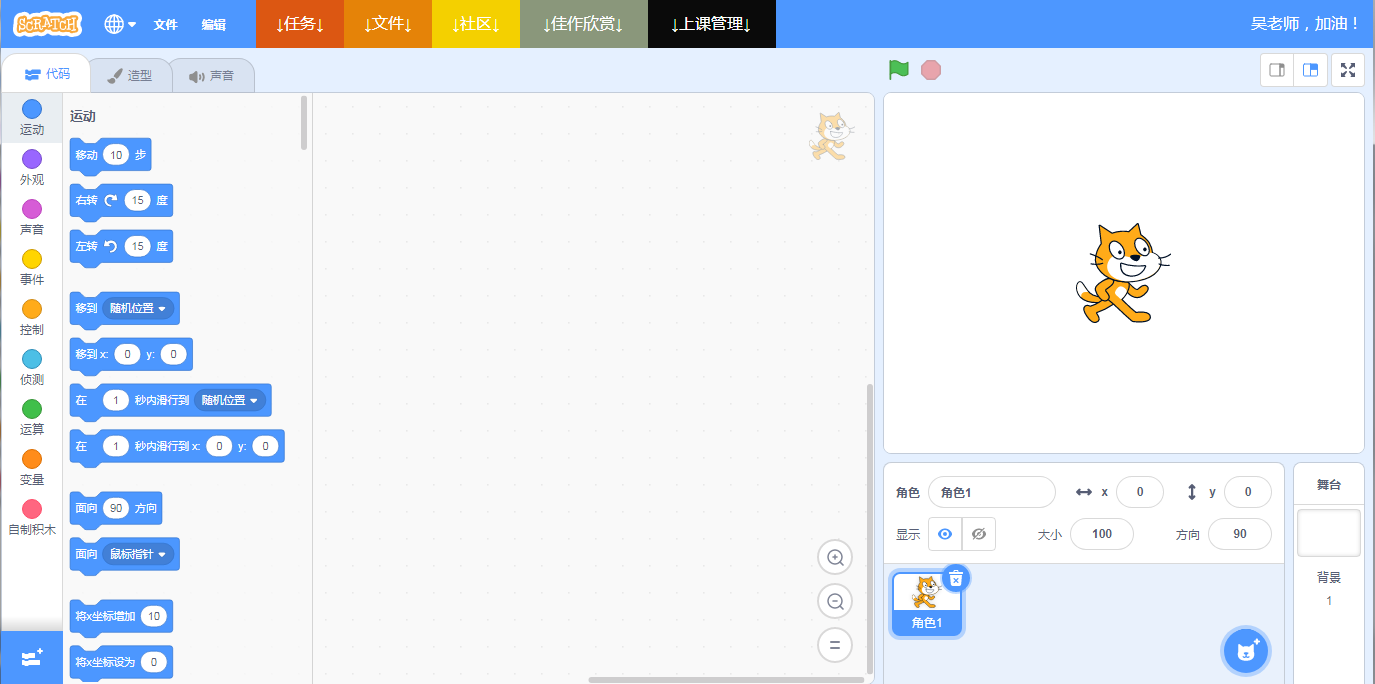 SCRATCH 文件 编辑 ↓任务↓ ↓文件↓ ↓社区↓ ↓佳作欣赏↓ ↓上课管理↓ 吴老师，加油！
代码 造型 声音
运动
外观
声音
事件
控制
侦测
运算
变量
自制积木
运动
移动 10 步
右转 15 度
左转 15 度
移到 随机位置
移到 x: 0 y: 0
在 1 秒内滑行到 随机位置
在 1 秒内滑行到 x: 0 y: 0
面向 90 方向
面向 鼠标指针
将x坐标增加 10
将x坐标设为 0
角色 角色1 x 0 y 0
显示 大小 100 方向 90
角色1
舞台
背景
1